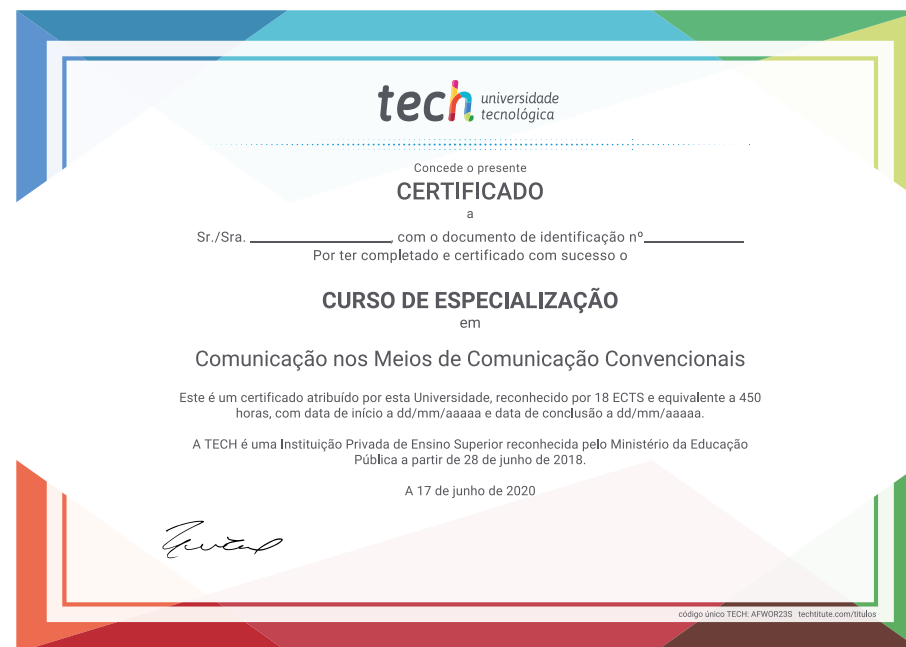 tech universidade
tecnológica
Concede o presente
CERTIFICADO
a
Sr./Sra. , com o documento de identificação nº
Por ter completado e certificado com sucesso o
CURSO DE ESPECIALIZAÇÃO
em
Comunicação nos Meios de Comunicação Convencionais
Este é um certificado atribuído por esta Universidade, reconhecido por 18 ECTS e equivalente a 450
horas, com data de início a dd/mm/aaaaa e data de conclusão a dd/mm/aaaaa.
A TECH é uma Instituição Privada de Ensino Superior reconhecida pelo Ministério da Educação
Pública a partir de 28 de junho de 2018.
A 17 de junho de 2020
código único TECH: AFWOR23S techtitute.com/titulos